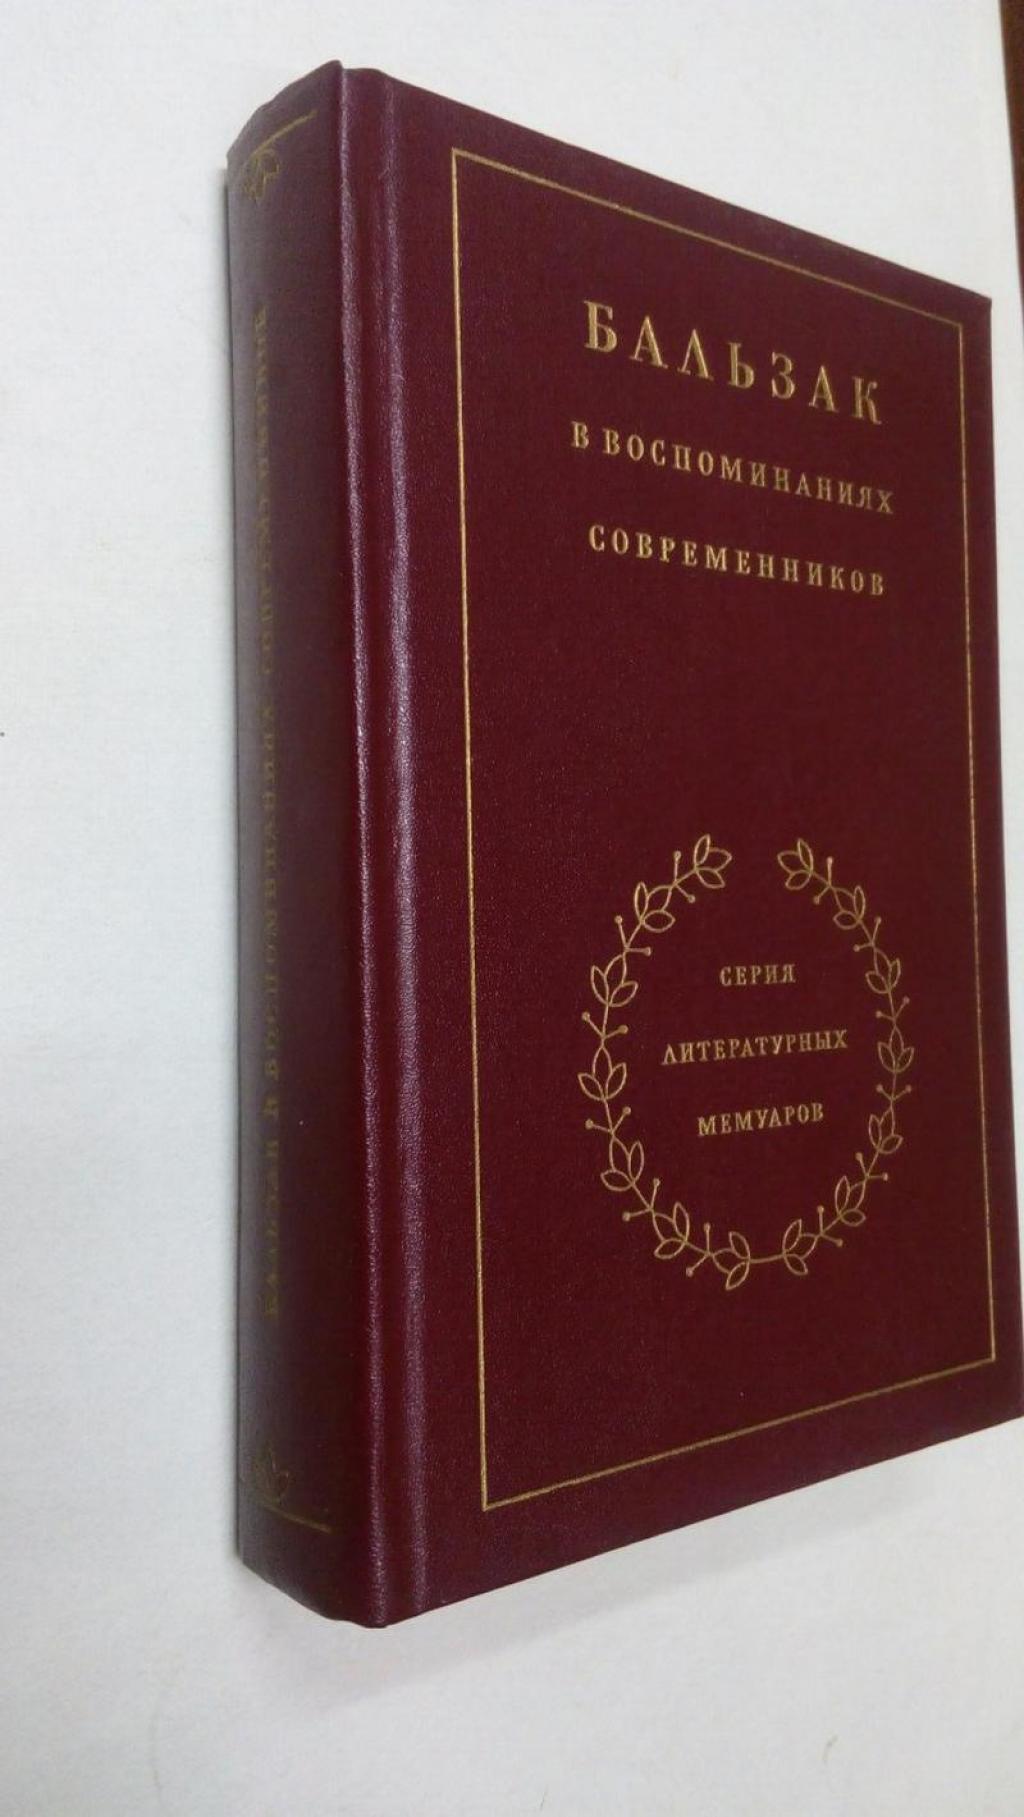 БАЛЬЗАК
В ВОСПОМИНАНИЯХ
СОВРЕМЕННИКОВ
СЕРИЯ
ЛИТЕРАТУРНЫХ
МЕМУАРОВ
БАЛЬЗАК В ВОСПОМИНАНИЯХ СОВРЕМЕННИКОВ